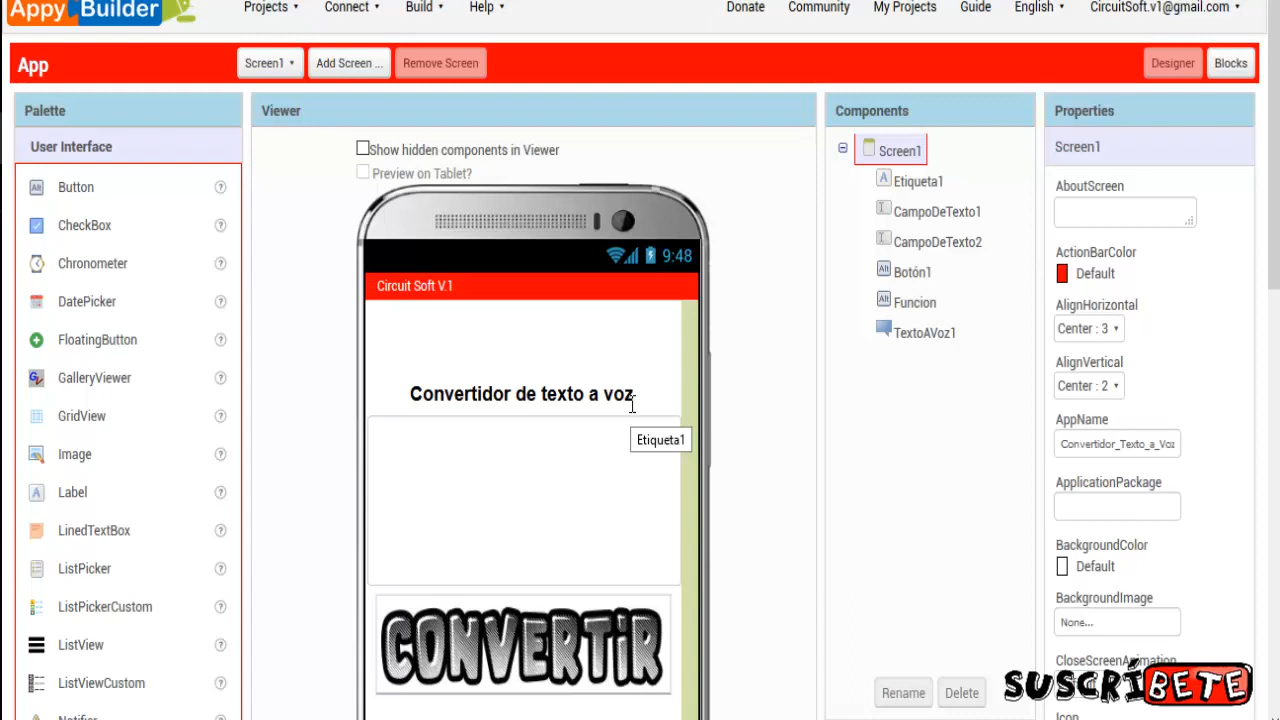 Appy Builder
Projects Connect Build Help Donate Community My Projects Guide English CircuitSoft.v1@gmail.com
App Screen1 Add Screen ... Remove Screen Designer Blocks
Palette
User Interface
Button
CheckBox
Chronometer
DatePicker
FloatingButton
GalleryViewer
GridView
Image
Label
LinedTextBox
ListPicker
ListPickerCustom
ListView
ListViewCustom
Notifier
Viewer
Show hidden components in Viewer
Preview on Tablet?
9:48
Circuit Soft V.1
Convertidor de texto a voz
Etiqueta1
CONVERTIR
Components
Screen1
Etiqueta1
CampoDeTexto1
CampoDeTexto2
Botón1
Funcion
TextoAVoz1
Rename Delete
Properties
Screen1
AboutScreen
ActionBarColor
Default
AlignHorizontal
Center : 3
AlignVertical
Center : 2
AppName
Convertidor_Texto_a_Voz
ApplicationPackage
BackgroundColor
Default
BackgroundImage
None...
CloseScreenAnimation
SUSCRÍBETE
Icon